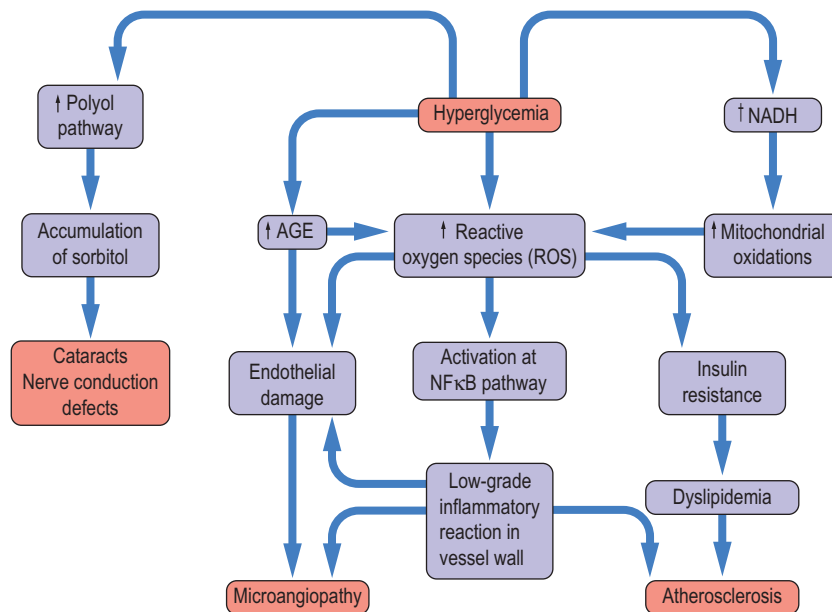 ↑ Polyol
pathway
Hyperglycemia
† NADH
Accumulation
of sorbitol
↑ AGE
↑ Reactive
oxygen species (ROS)
↑ Mitochondrial
oxidations
Cataracts
Nerve conduction
defects
Endothelial
damage
Activation at
NFκB pathway
Insulin
resistance
Low-grade
inflammatory
reaction in
vessel wall
Dyslipidemia
Microangiopathy
Atherosclerosis